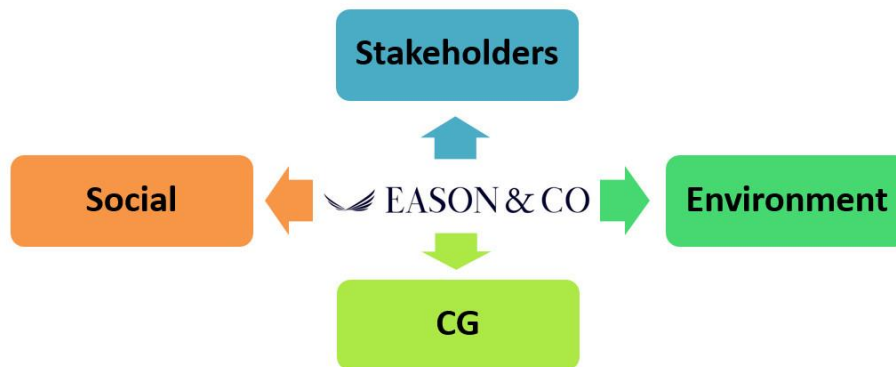 Stakeholders
Social
EASON & CO
Environment
CG